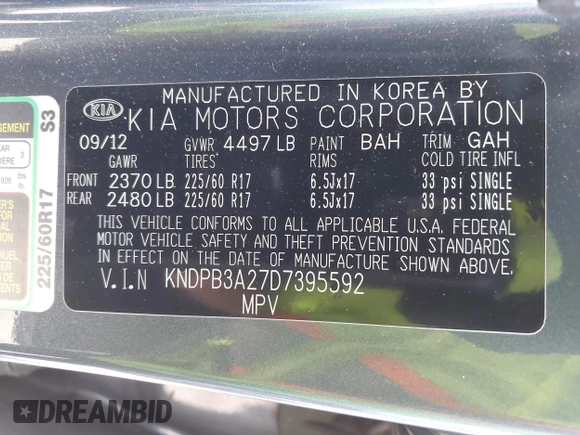 MANUFACTURED IN KOREA BY
KIA KIA MOTORS CORPORATION
09/12 GVWR 4497 LB PAINT BAH TRIM GAH
GAWR TIRES' RIMS COLD TIRE INFL
FRONT 2370 LB 225/60 R17 6.5Jx17 33 psi SINGLE
REAR 2480 LB 225/60 R17 6.5Jx17 33 psi SINGLE
THIS VEHICLE CONFORMS TO ALL APPLICABLE U.S.A. FEDERAL
MOTOR VEHICLE SAFETY AND THEFT PREVENTION STANDARDS
IN EFFECT ON THE DATE OF MANUFACTURE SHOWN ABOVE.
V.I.N KNDPB3A27D7395592
MPV
225/60R17 S3
DREAMBID